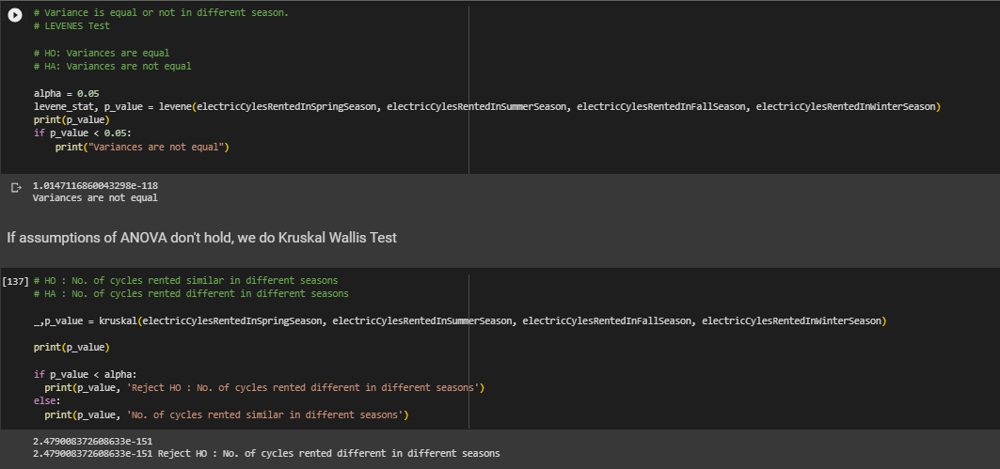 # Variance is equal or not in different season.
# LEVENES Test
# HO: Variances are equal
# HA: Variances are not equal
alpha = 0.05
levene_stat, p_value = levene(electricCylesRentedInSpringSeason, electricCylesRentedInSummerSeason, electricCylesRentedInFallSeason, electricCylesRentedInWinterSeason)
print(p_value)
if p_value < 0.05:
    print("Variances are not equal")
1.0147116860043298e-118
Variances are not equal
If assumptions of ANOVA don't hold, we do Kruskal Wallis Test
[137] # HO : No. of cycles rented similar in different seasons
# HA : No. of cycles rented different in different seasons
_,p_value = kruskal(electricCylesRentedInSpringSeason, electricCylesRentedInSummerSeason, electricCylesRentedInFallSeason, electricCylesRentedInWinterSeason)
print(p_value)
if p_value < alpha:
  print(p_value, 'Reject HO : No. of cycles rented different in different seasons')
else:
  print(p_value, 'No. of cycles rented similar in different seasons')
2.479008372608633e-151
2.479008372608633e-151 Reject HO : No. of cycles rented different in different seasons